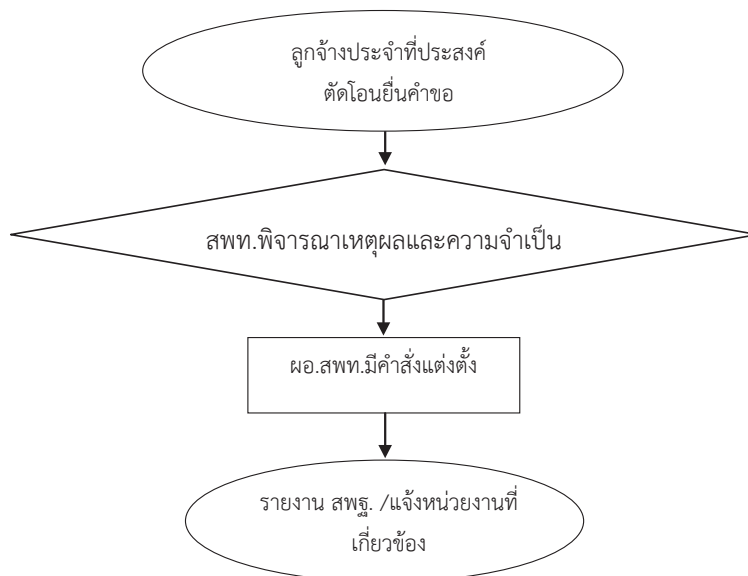 ลูกจ้างประจำที่ประสงค์
ตัดโอนยื่นคำขอ
สพท.พิจารณาเหตุผลและความจำเป็น
ผอ.สพท.มีคำสั่งแต่งตั้ง
รายงาน สพฐ. /แจ้งหน่วยงานที่
เกี่ยวข้อง